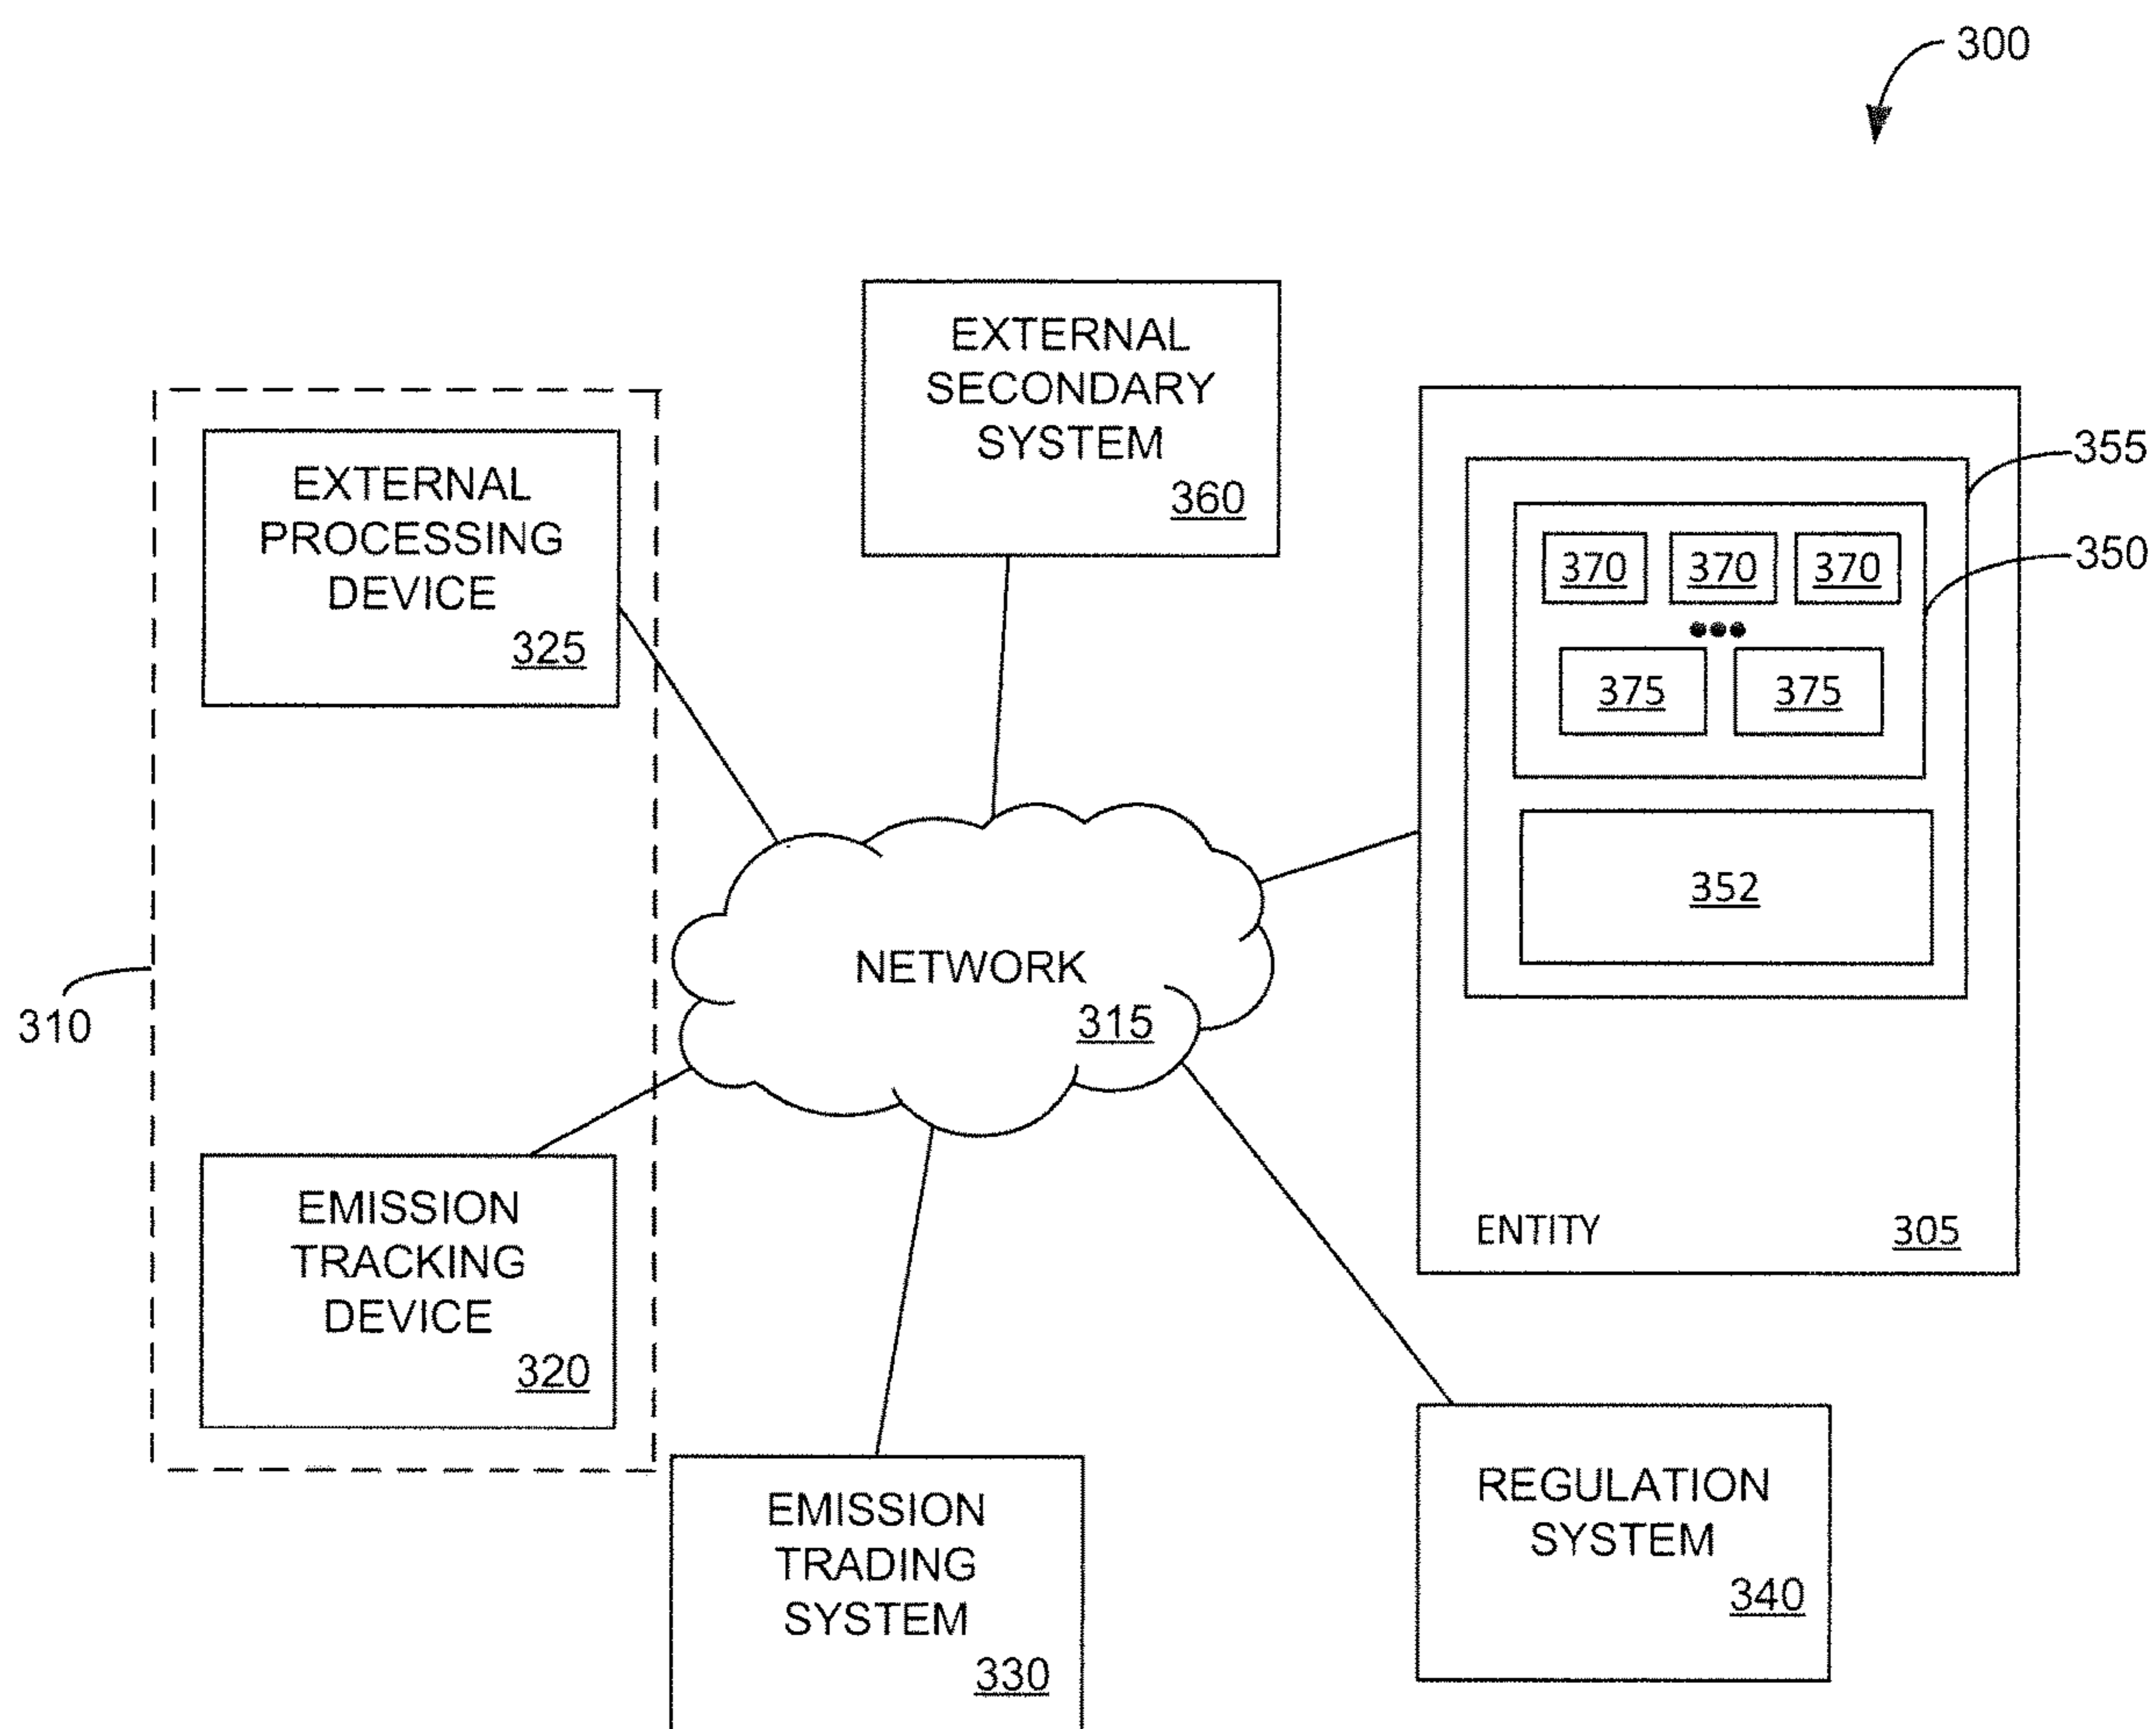 300
EXTERNAL
SECONDARY
SYSTEM
360
EXTERNAL
PROCESSING
DEVICE
325
355
350
370 370 370
375 375
352
ENTITY 305
310
NETWORK
315
EMISSION
TRACKING
DEVICE
320
EMISSION
TRADING
SYSTEM
330
REGULATION
SYSTEM
340